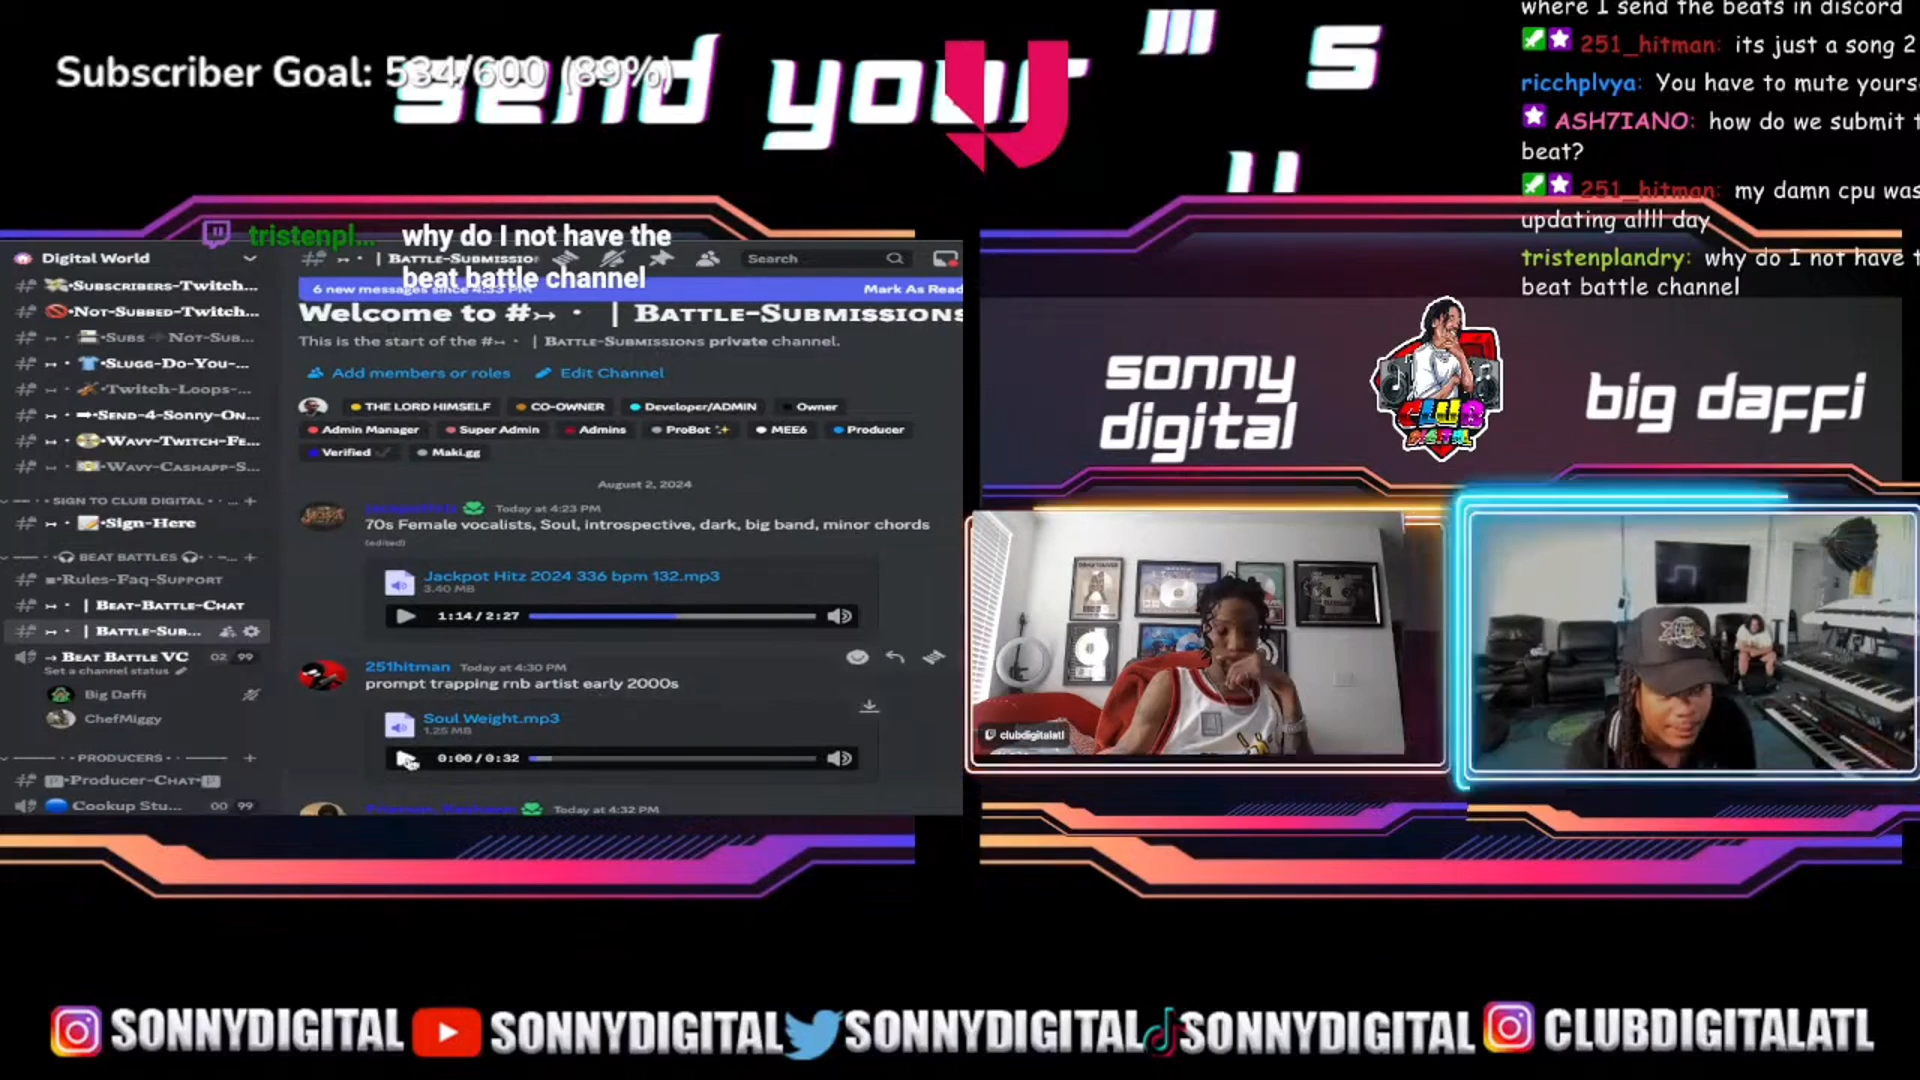 Subscriber Goal: 534/600 (89%)
send your
" s
where I send the beats in discord
251_hitman: its just a song 2
ricchplvya: You have to mute yours
ASH7IANO: how do we submit t
beat?
251_hitman: my damn cpu was
updating allll day
tristenplandry: why do I not have t
beat battle channel
tristenpl... why do I not have the
beat battle channel
Digital World
Subscribers-Twitch...
Not-Subbed-Twitch...
Subs Not-Sub...
Slugg-Do-You-...
Twitch-Loops-...
Send-4-Sonny-On...
Wavy-Twitch-Fe...
Wavy-Cashapp-S...
SIGN TO CLUB DIGITAL
Sign-Here
BEAT BATTLES
Rules-Faq-Support
| Beat-Battle-Chat
| Battle-Sub...
Beat Battle VC 02 99
Set a channel status
Big Daffi
ChefMiggy
PRODUCERS
Producer-Chat
Cookup Stu... 00 99
| Battle-Submissio
Search
6 new messages since 4:33 PM Mark As Read
Welcome to # · | Battle-Submissions
This is the start of the # · | Battle-Submissions private channel.
Add members or roles Edit Channel
THE LORD HIMSELF CO-OWNER Developer/ADMIN Owner
Admin Manager Super Admin Admins ProBot MEE6 Producer
Verified Maki.gg
August 2, 2024
Today at 4:23 PM
70s Female vocalists, Soul, introspective, dark, big band, minor chords
(edited)
Jackpot Hitz 2024 336 bpm 132.mp3
3.40 MB
1:14 / 2:27
251hitman Today at 4:30 PM
prompt trapping rnb artist early 2000s
Soul Weight.mp3
1.25 MB
0:00 / 0:32
Today at 4:32 PM
sonny
digital
CLUB
DIGITAL
big daffi
clubdigitalatl
SONNYDIGITAL SONNYDIGITAL SONNYDIGITAL SONNYDIGITAL CLUBDIGITALATL